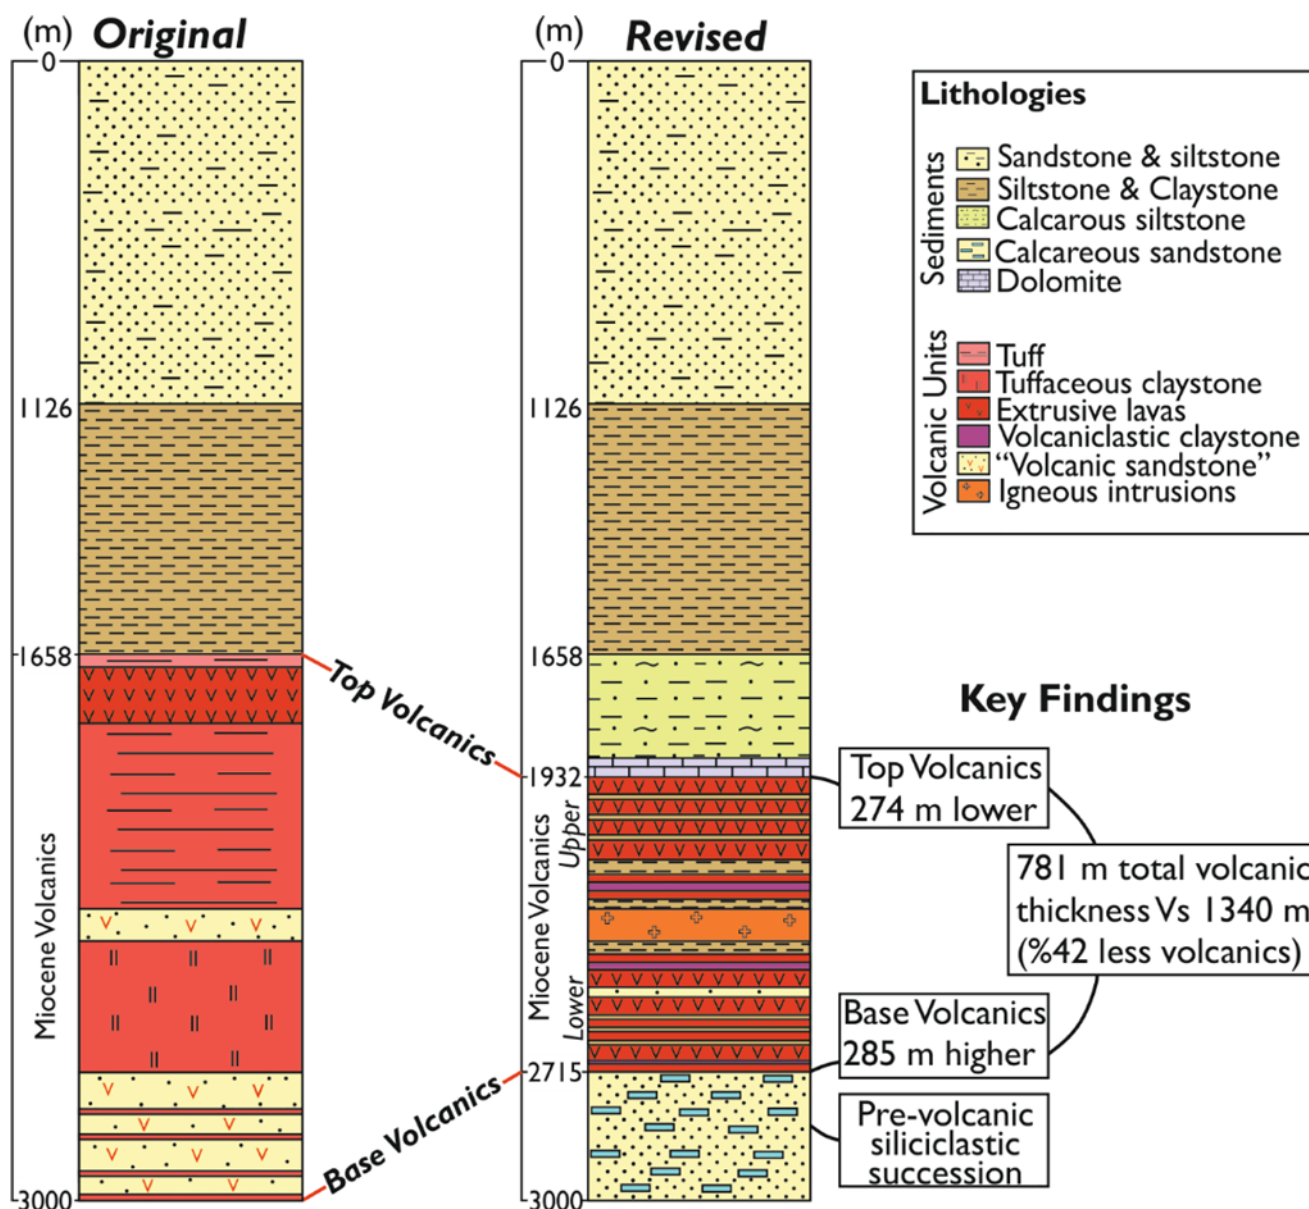 (m) Original
0
1126
1658
3000
Miocene Volcanics
Top Volcanics
Base Volcanics
(m) Revised
0
1126
1658
1932
2715
3000
Miocene Volcanics
Upper
Lower
Lithologies
Sediments
Sandstone & siltstone
Siltstone & Claystone
Calcarous siltstone
Calcareous sandstone
Dolomite
Volcanic Units
Tuff
Tuffaceous claystone
Extrusive lavas
Volcaniclastic claystone
“Volcanic sandstone”
Igneous intrusions
Key Findings
Top Volcanics
274 m lower
781 m total volcanic
thickness Vs 1340 m
(%42 less volcanics)
Base Volcanics
285 m higher
Pre-volcanic
siliciclastic
succession